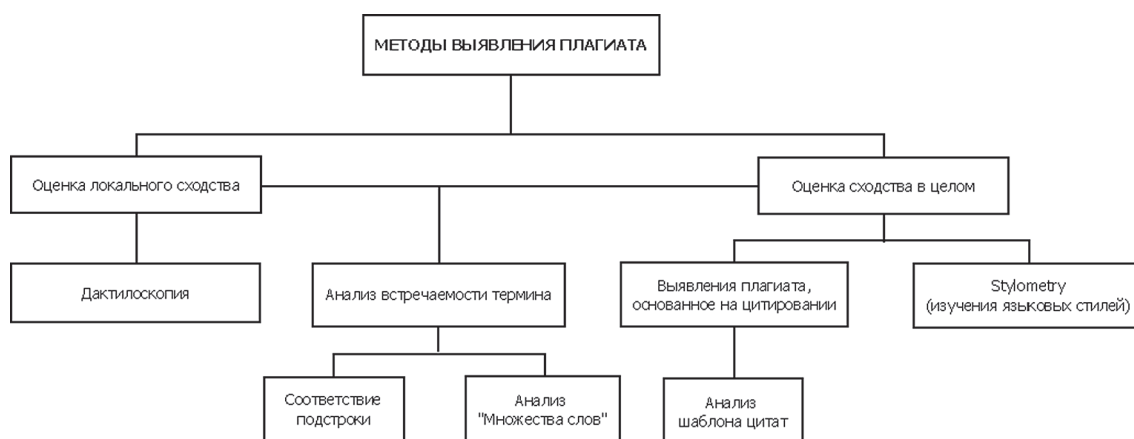 МЕТОДЫ ВЫЯВЛЕНИЯ ПЛАГИАТА
Оценка локального сходства
Оценка сходства в целом
Дактилоскопия
Анализ встречаемости термина
Выявления плагиата,
основанное на цитировании
Stylometry
(изучения языковых стилей)
Соответствие
подстроки
Анализ
"Множества слов"
Анализ
шаблона цитат